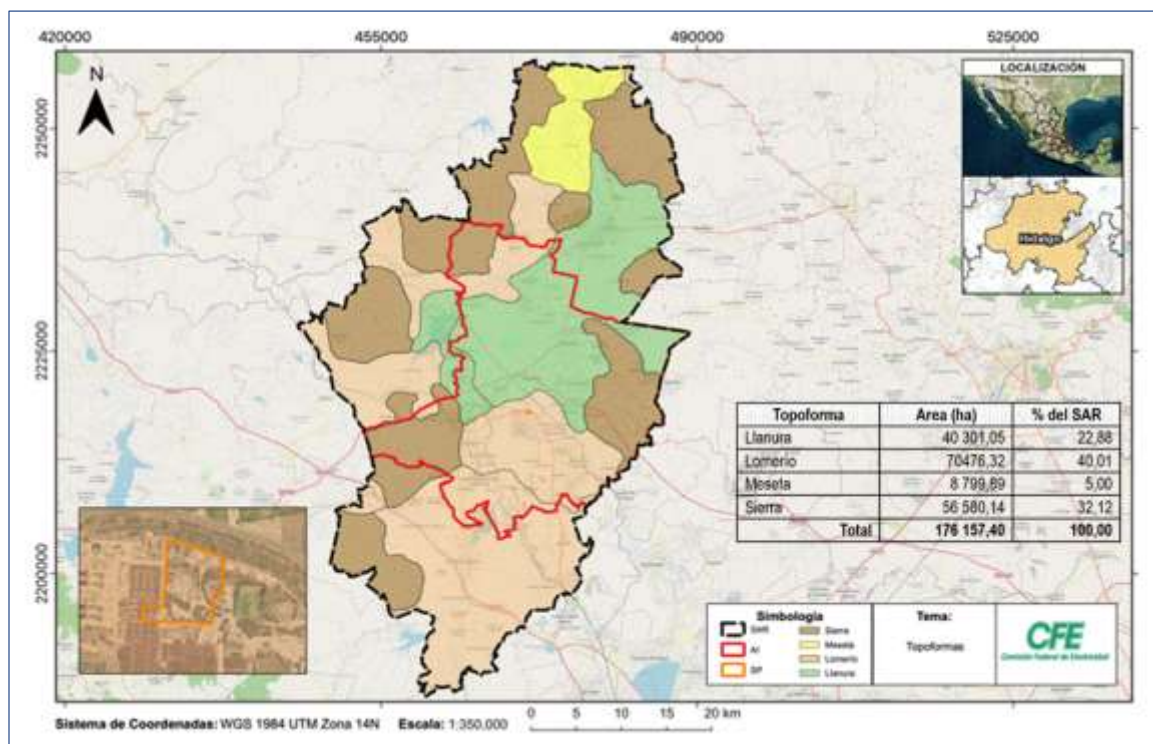 420000
455000
490000
525000
N
2250000
2225000
2200000
LOCALIZACIÓN
Hidalgo
Topoforma Area (ha) % del SAR
Llanura 40 301,05 22,88
Lomerio 70476,32 40,01
Meseta 8 799,89 5,00
Sierra 56 580,14 32,12
Total 176 157,40 100,00
Simbología
SAR
AI
SP
Sierra
Meseta
Lomerio
Llanura
Tema:
Topoformas
CFE
Comisión Federal de Electricidad
Sistema de Coordenadas: WGS 1984 UTM Zona 14N Escala: 1:350,000
0 5 10 15 20 km